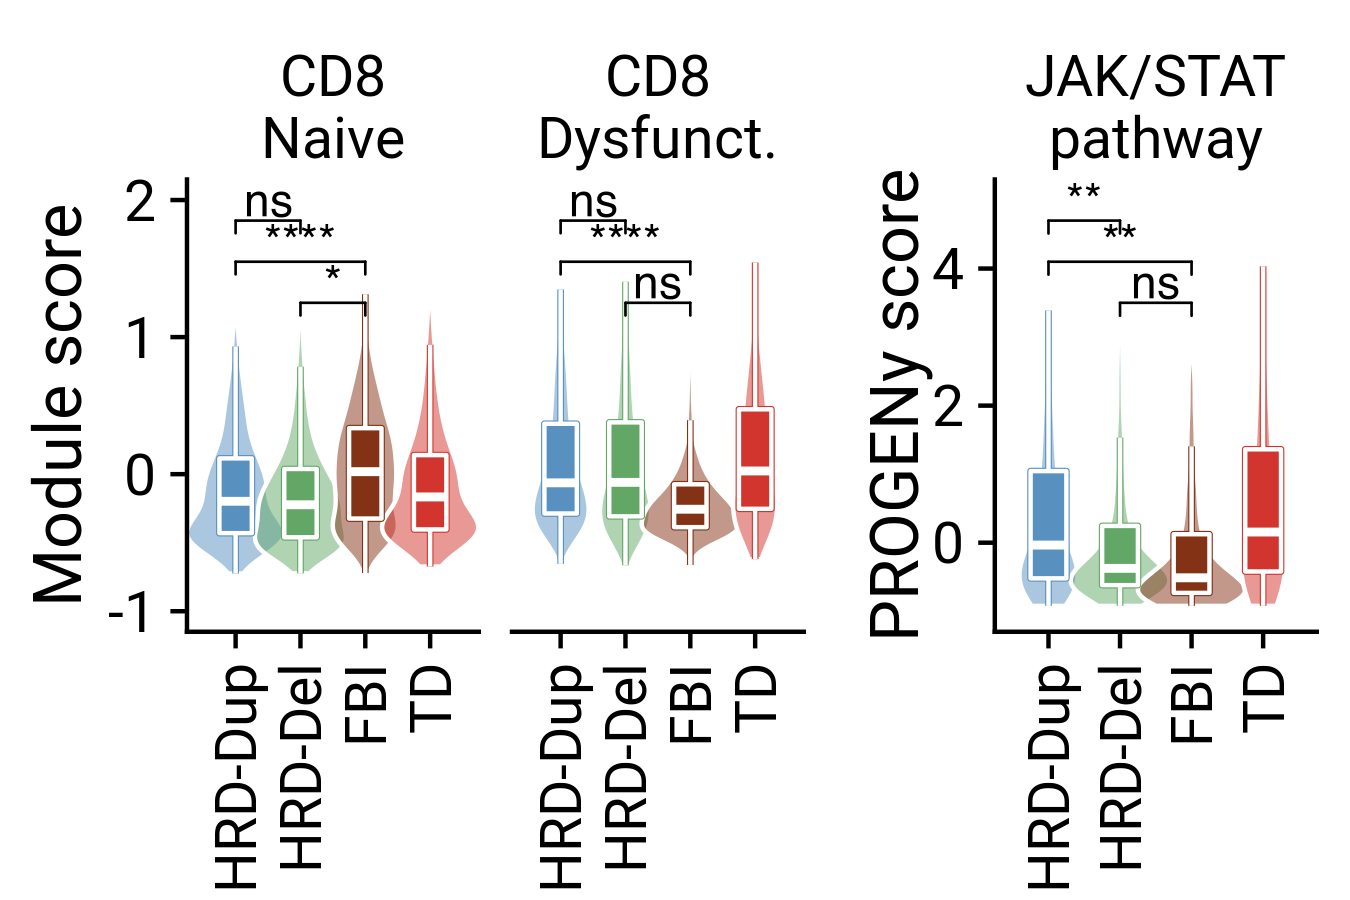 CD8
Naive
CD8
Dysfunct.
JAK/STAT
pathway
Module score
2
1
0
-1
ns
****
*
ns
****
ns
PROGENy score
4
2
0
**
**
ns
HRD-Dup
HRD-Del
FBI
TD
HRD-Dup
HRD-Del
FBI
TD
HRD-Dup
HRD-Del
FBI
TD